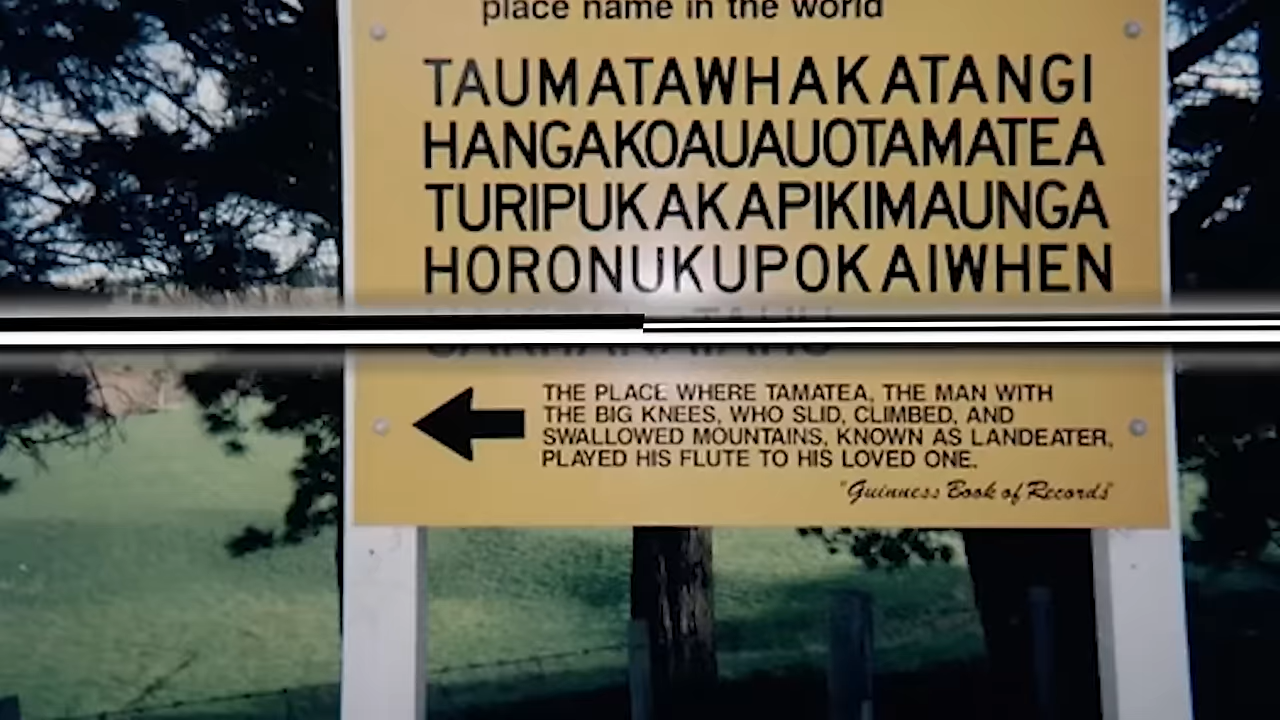 place name in the world
TAUMATAWHAKATANGI
HANGAKOAUAUOTAMATEA
TURIPUKAKAPIKIMAUNGA
HORONUKUPOKAIWHEN
THE PLACE WHERE TAMATEA, THE MAN WITH
THE BIG KNEES, WHO SLID, CLIMBED, AND
SWALLOWED MOUNTAINS, KNOWN AS LANDEATER,
PLAYED HIS FLUTE TO HIS LOVED ONE.
"Guinness Book of Records"